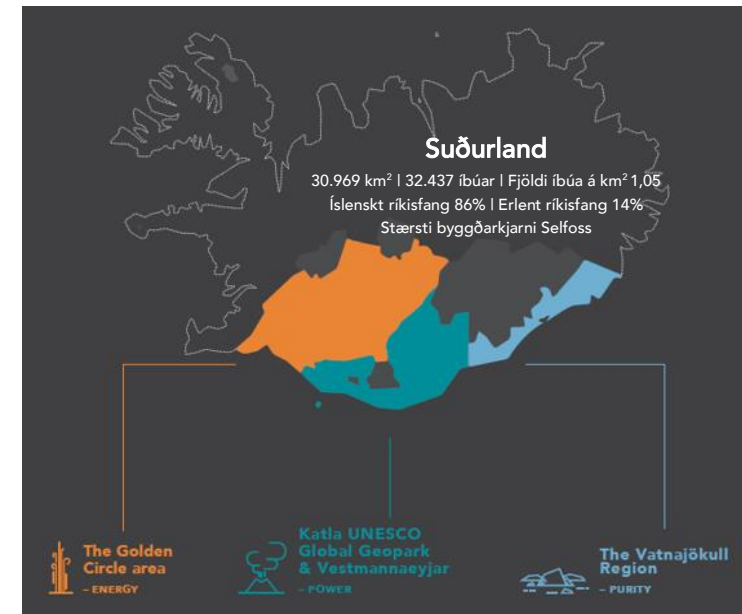 Suðurland
30.969 km² | 32.437 íbúar | Fjöldi íbúa á km² 1,05
Íslenskt ríkisfang 86% | Erlent ríkisfang 14%
Stærsti byggðarkjarni Selfoss
The Golden
Circle area
– ENERGY
Katla UNESCO
Global Geopark
& Vestmannaeyjar
– POWER
The Vatnajökull
Region
– PURITY